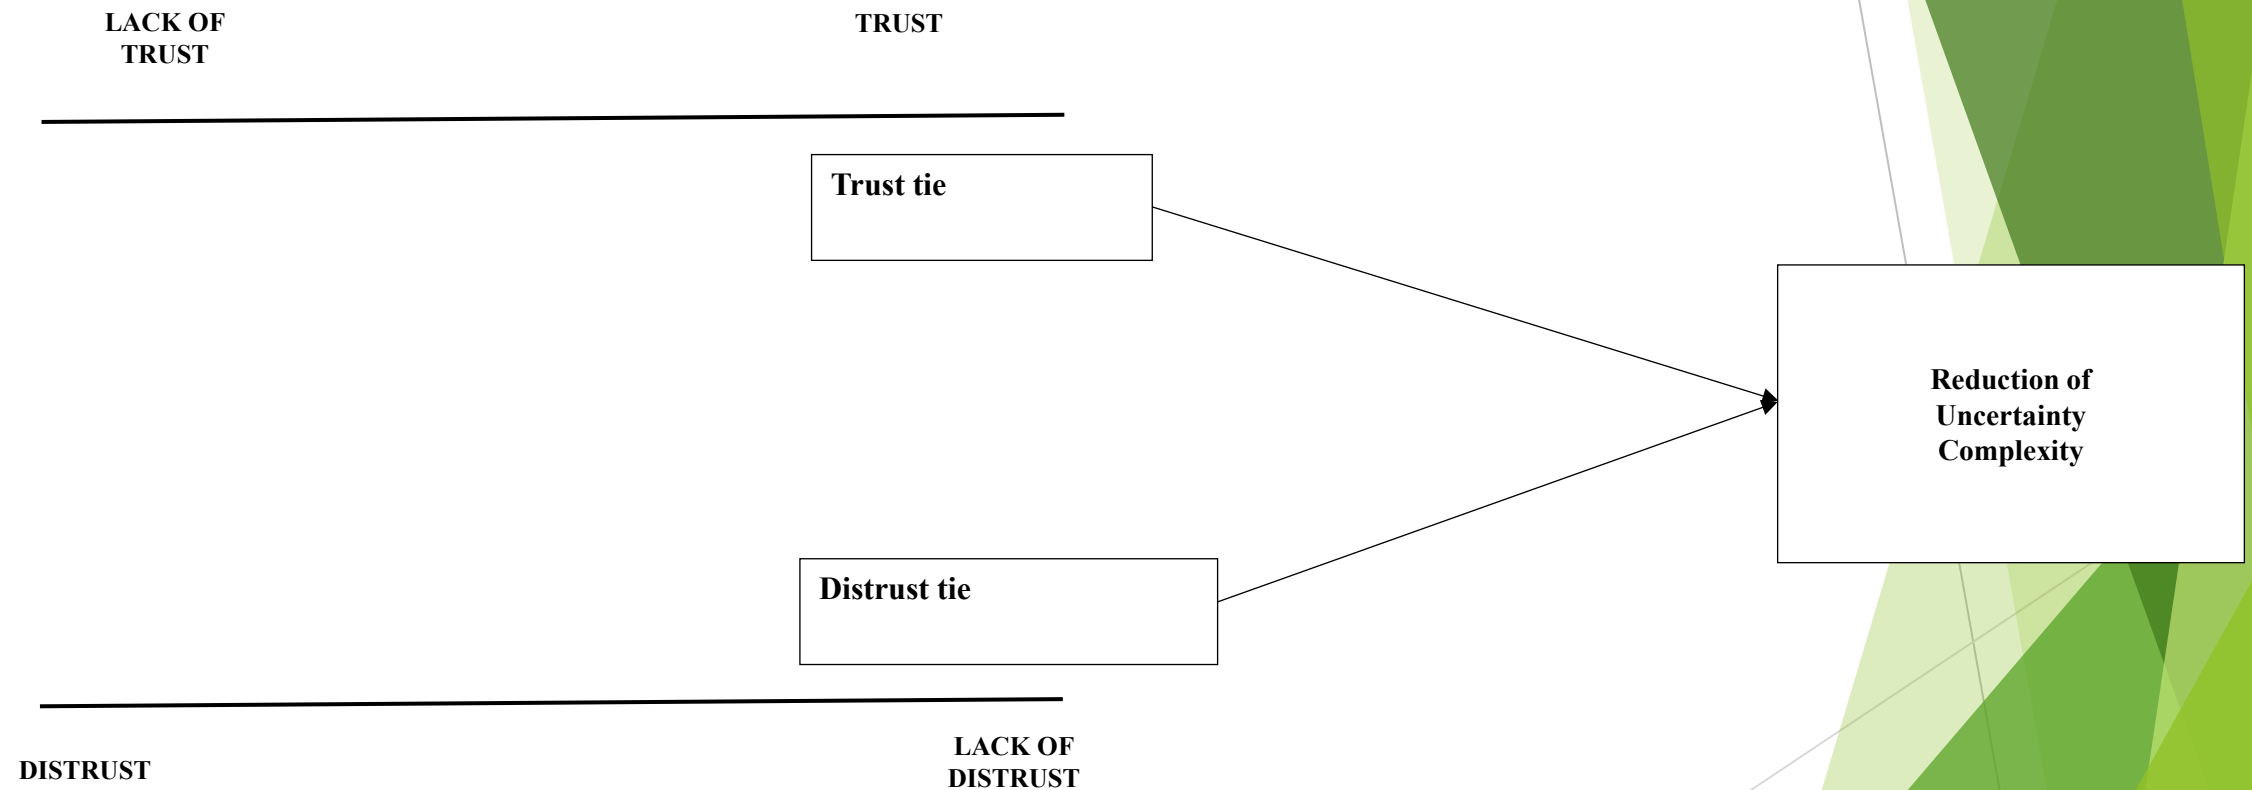 LACK OF
TRUST
TRUST
Trust tie
Reduction of
Uncertainty
Complexity
Distrust tie
LACK OF
DISTRUST
DISTRUST